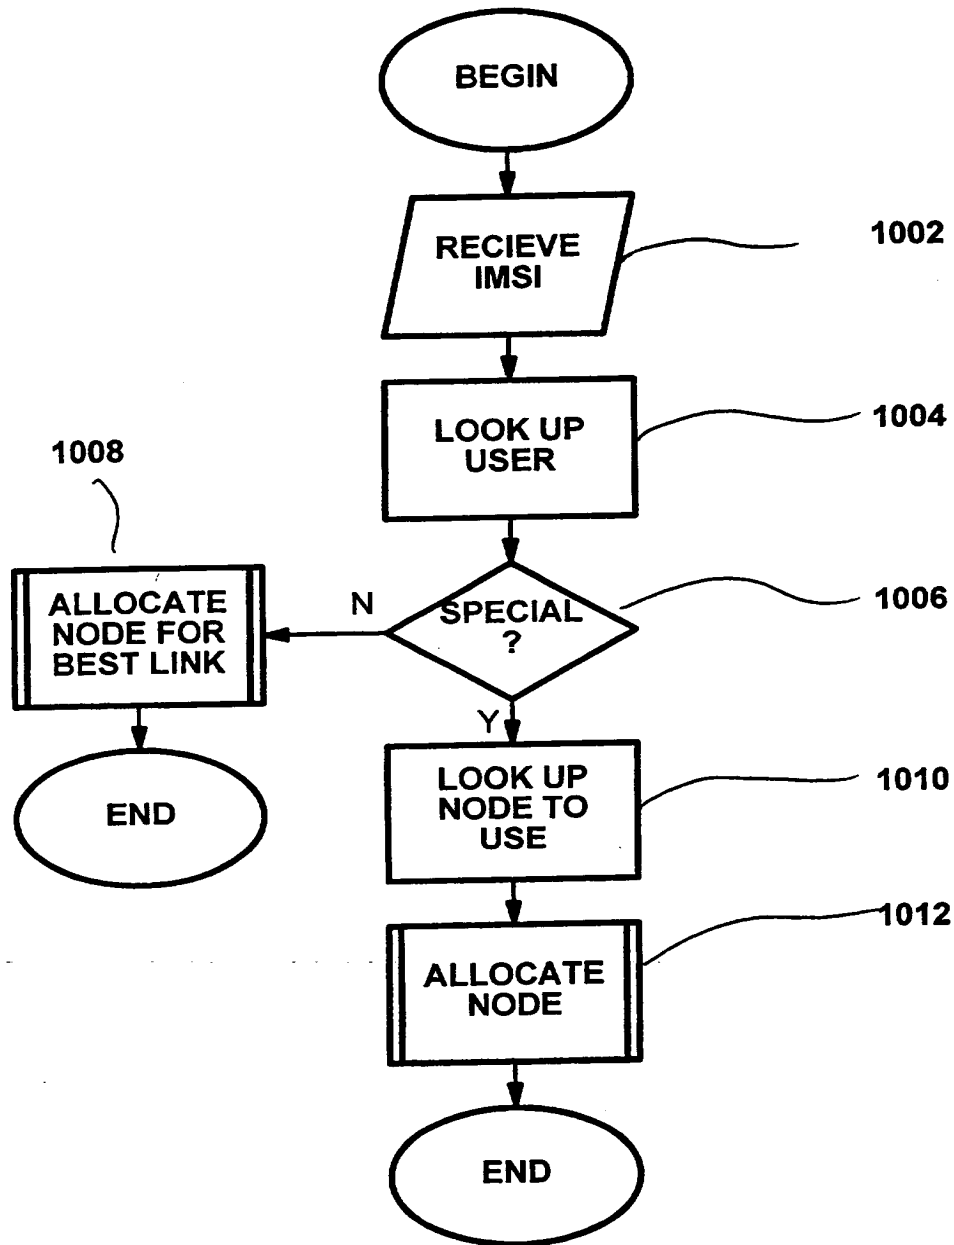 BEGIN
RECIEVE
IMSI
1002
LOOK UP
USER
1004
1008
SPECIAL
?
1006
N
ALLOCATE
NODE FOR
BEST LINK
Y
END
LOOK UP
NODE TO
USE
1010
ALLOCATE
NODE
1012
END